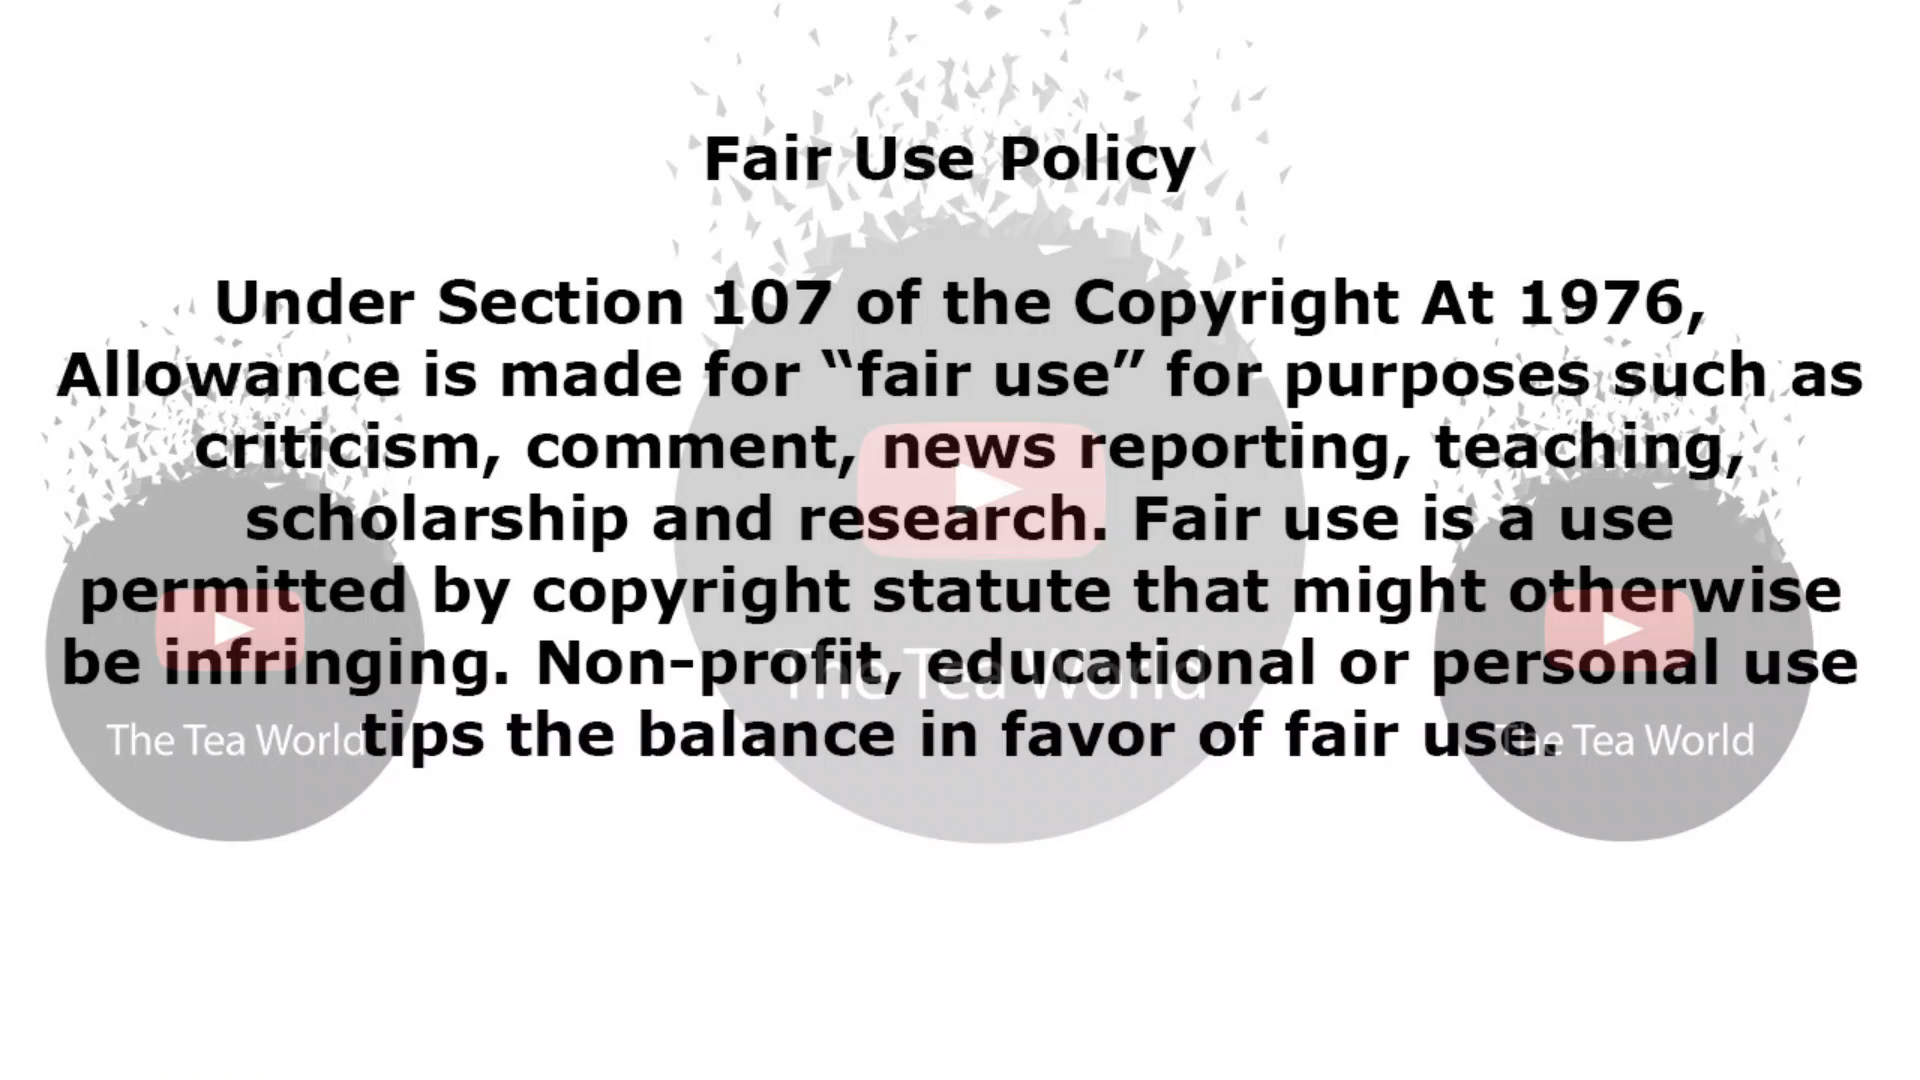 Fair Use Policy
Under Section 107 of the Copyright At 1976,
Allowance is made for “fair use” for purposes such as
criticism, comment, news reporting, teaching,
scholarship and research. Fair use is a use
permitted by copyright statute that might otherwise
be infringing. Non-profit, educational or personal use
tips the balance in favor of fair use.
The Tea World
The Tea World
The Tea World